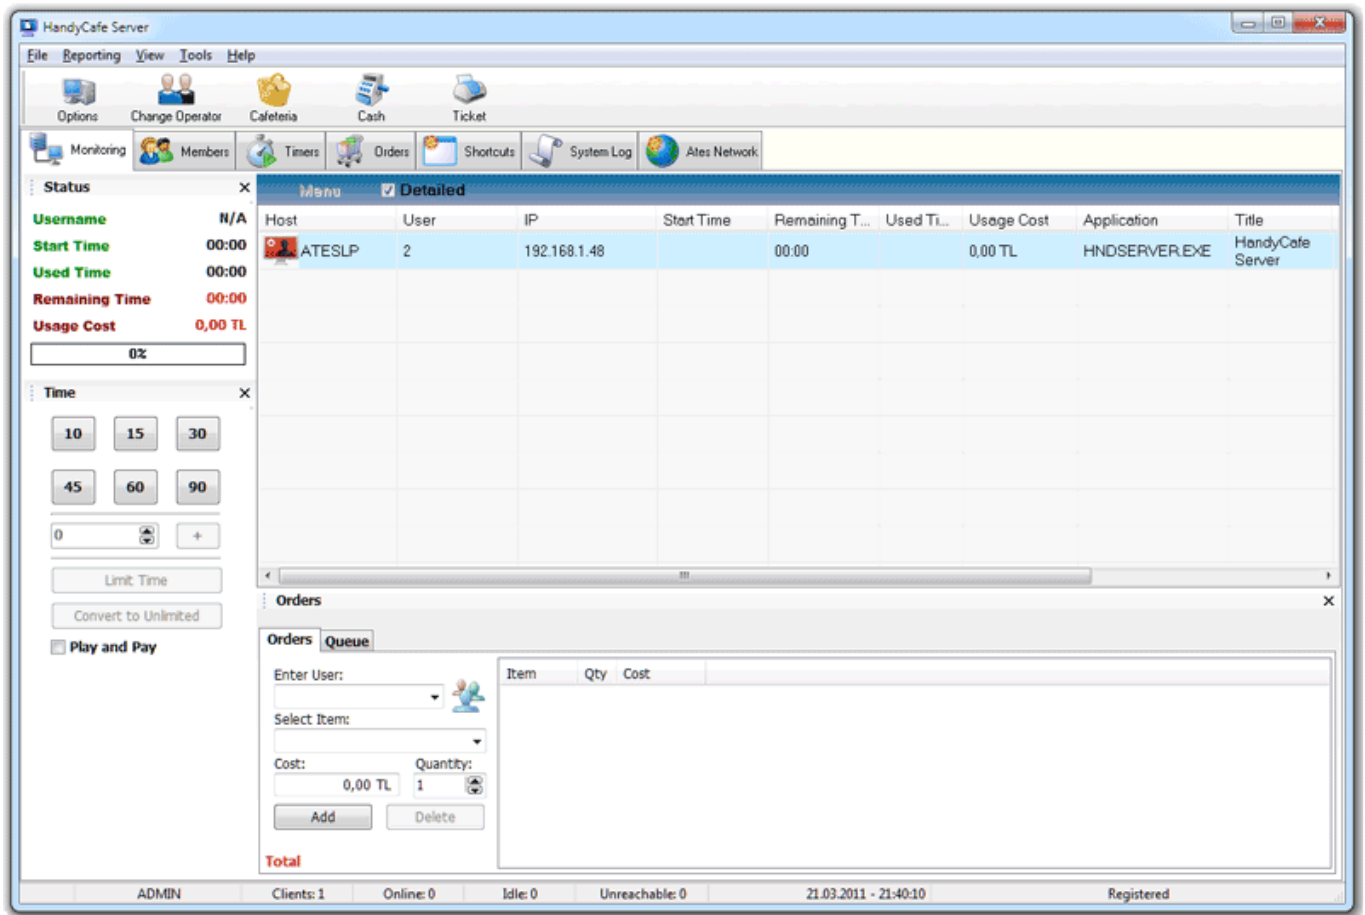 HandyCafe Server
File Reporting View Tools Help
Options Change Operator Cafeteria Cash Ticket
Monitoring Members Timers Orders Shortcuts System Log Ates Network
Status
Username N/A
Start Time 00:00
Used Time 00:00
Remaining Time 00:00
Usage Cost 0,00 TL
0%
Time
10 15 30
45 60 90
0 +
Limit Time
Convert to Unlimited
Play and Pay
Menu Detailed
Host User IP Start Time Remaining T... Used Ti... Usage Cost Application Title
ATESLP 2 192.168.1.48 00:00 0,00 TL HNDSERVER.EXE HandyCafe
Server
Orders
Orders Queue
Enter User:
Select Item:
Cost: Quantity:
0,00 TL 1
Add Delete
Total
Item Qty Cost
ADMIN Clients: 1 Online: 0 Idle: 0 Unreachable: 0 21.03.2011 - 21:40:10 Registered